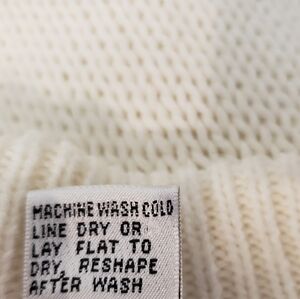 MACHINE WASH COLD
LINE DRY OR
LAY FLAT TO
DRY, RESHAPE
AFTER WASH